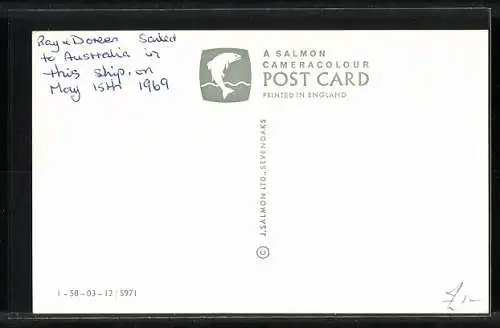 Ray & Doreen Sailed
to Australia in
this ship, on
May 15th 1969
A SALMON
CAMERACOLOUR
POST CARD
PRINTED IN ENGLAND
© J. SALMON LTD., SEVENOAKS
1-58-03-12/5971